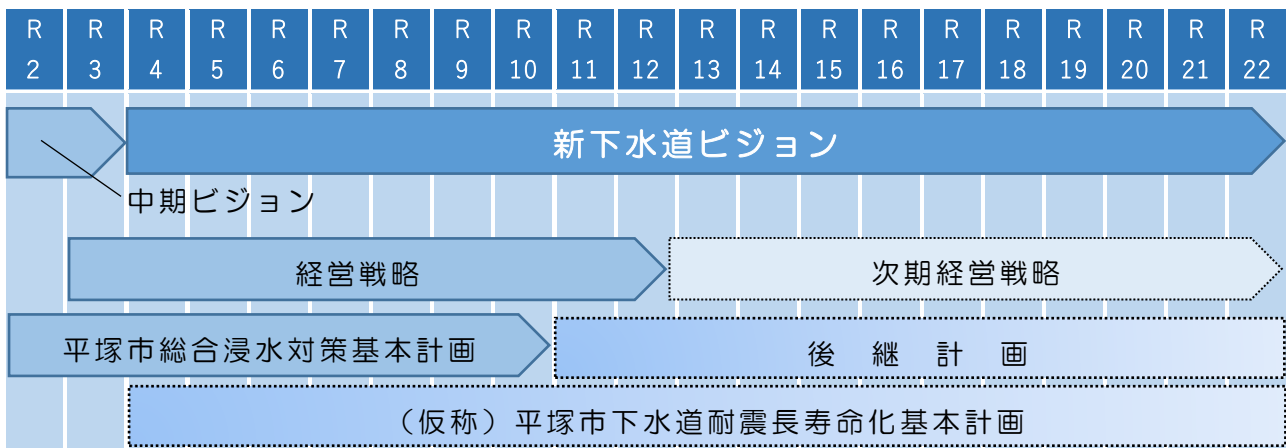 R R R R R R R R R R R R R R R R R R R R R
2 3 4 5 6 7 8 9 10 11 12 13 14 15 16 17 18 19 20 21 22
新下水道ビジョン
中期ビジョン
経営戦略 次期経営戦略
平塚市総合浸水対策基本計画 後継計画
（仮称）平塚市下水道耐震長寿命化基本計画